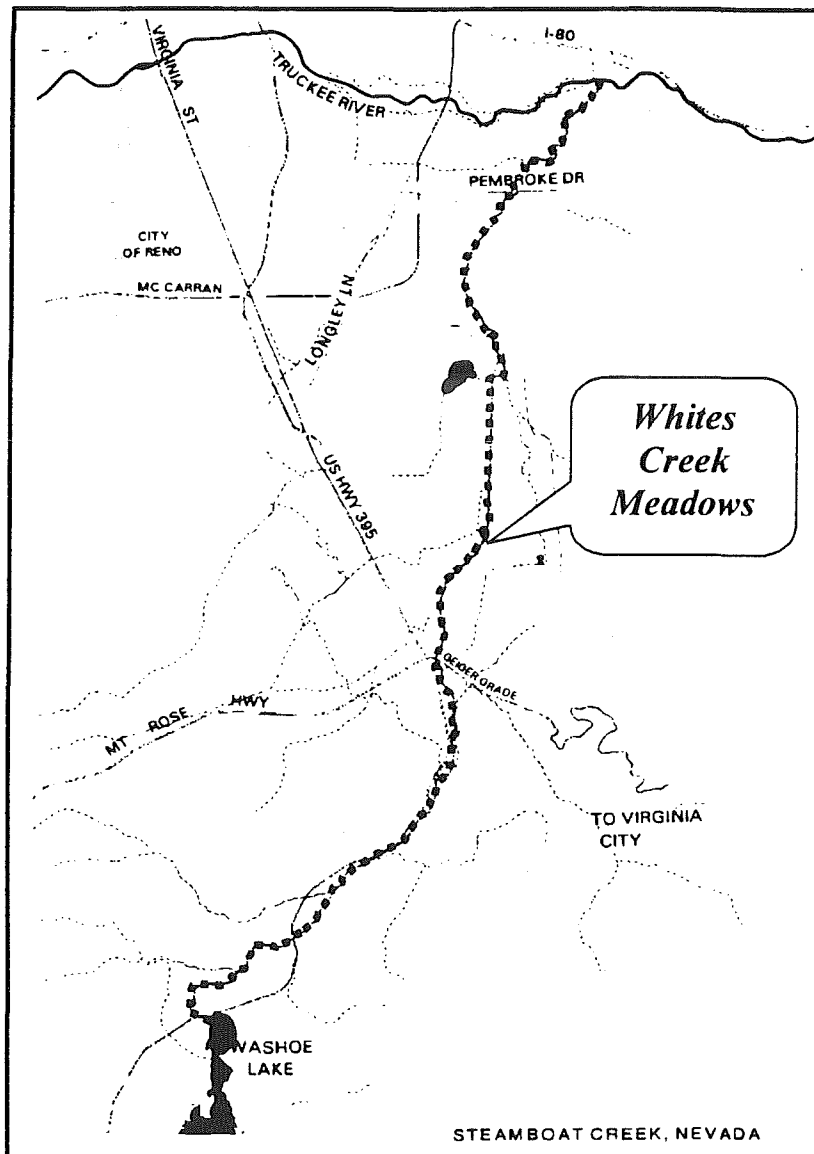 I-80
VIRGINIA ST
TRUCKEE RIVER
PEMBROKE DR
CITY
OF RENO
MC CARRAN
LONGLEY LN
Whites
Creek
Meadows
US HWY 395
GEIGER GRADE
MT ROSE HWY
TO VIRGINIA
CITY
WASHOE
LAKE
STEAMBOAT CREEK, NEVADA